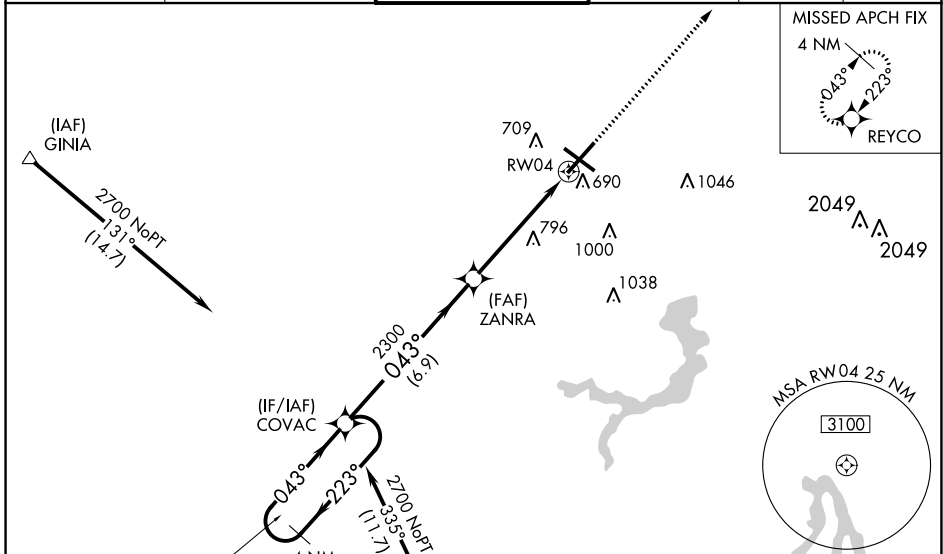 MISSED APCH FIX
4 NM
043°
223°
REYCO
(IAF)
GINIA
2700 NoPT
131°
(14.7)
709
RW04
690
1046
796
1000
2049
2049
1038
(FAF)
ZANRA
2300
043°
(6.9)
(IF/IAF)
COVAC
043°
223°
2700 NoPT
335°
(11.7)
4 NM
MSA RW04 25 NM
3100